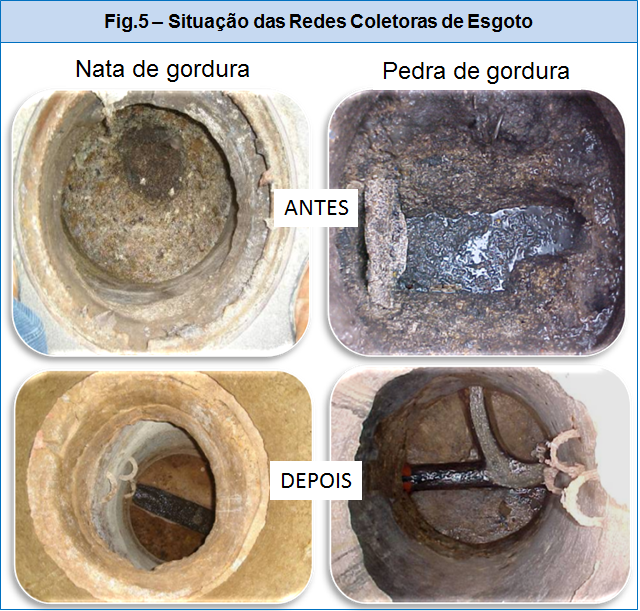 Fig.5 – Situação das Redes Coletoras de Esgoto
Nata de gordura
Pedra de gordura
ANTES
DEPOIS